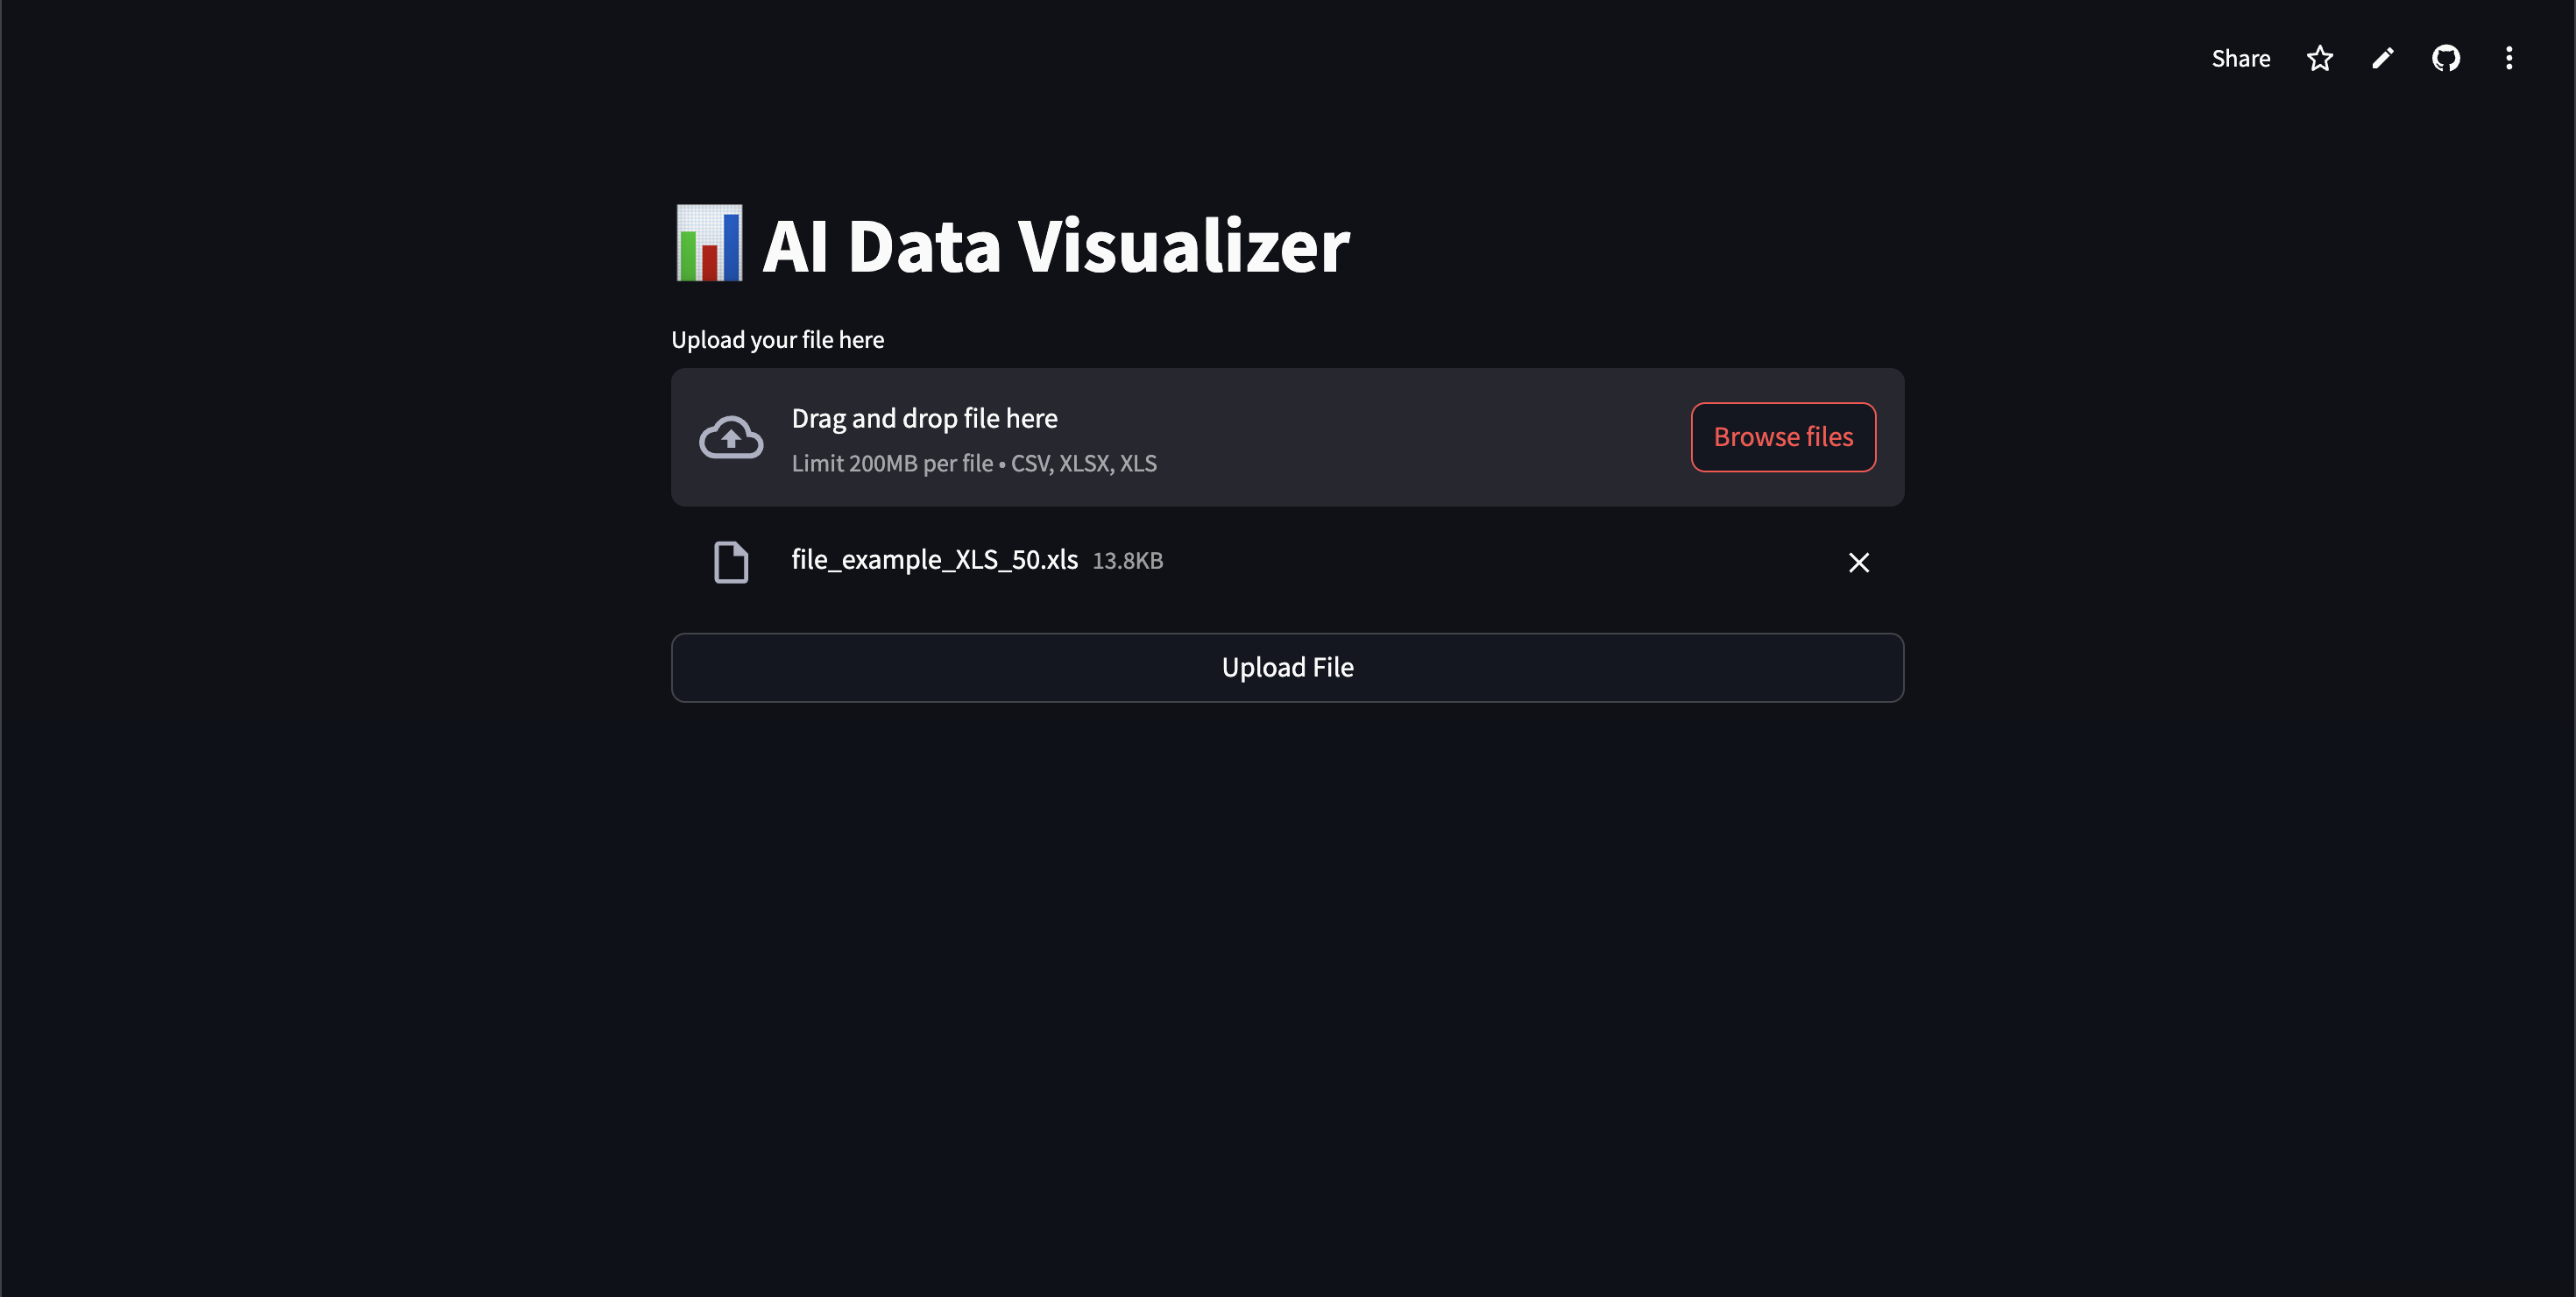 Share
AI Data Visualizer
Upload your file here
Drag and drop file here
Limit 200MB per file • CSV, XLSX, XLS
Browse files
file_example_XLS_50.xls 13.8KB
Upload File